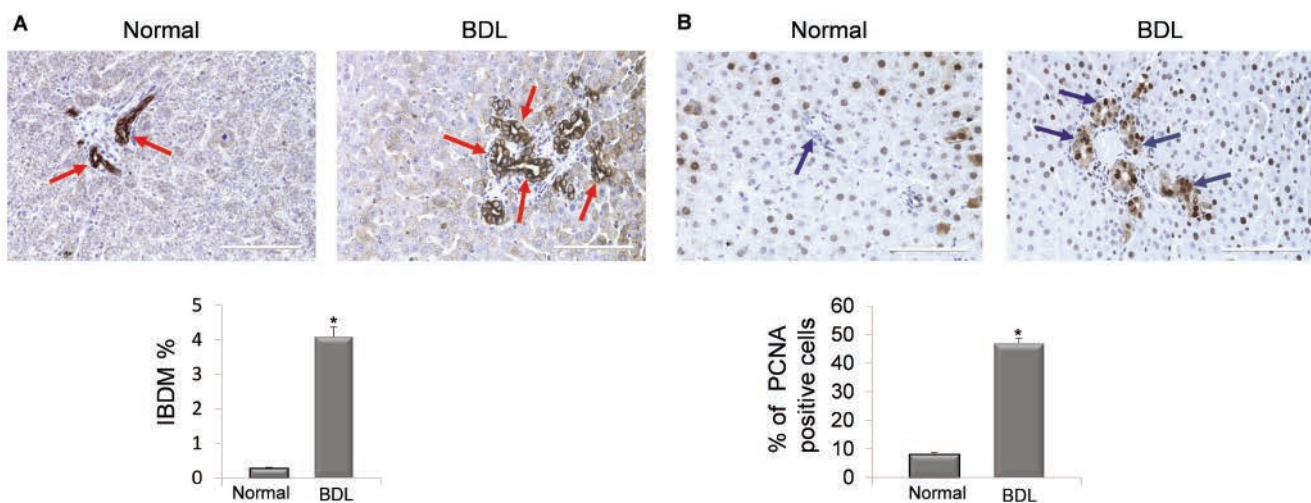 A
Normal
BDL
IBDM %
5
4
3
2
1
0
*
Normal
BDL
B
Normal
BDL
% of PCNA
positive cells
60
50
40
30
20
10
0
*
Normal
BDL